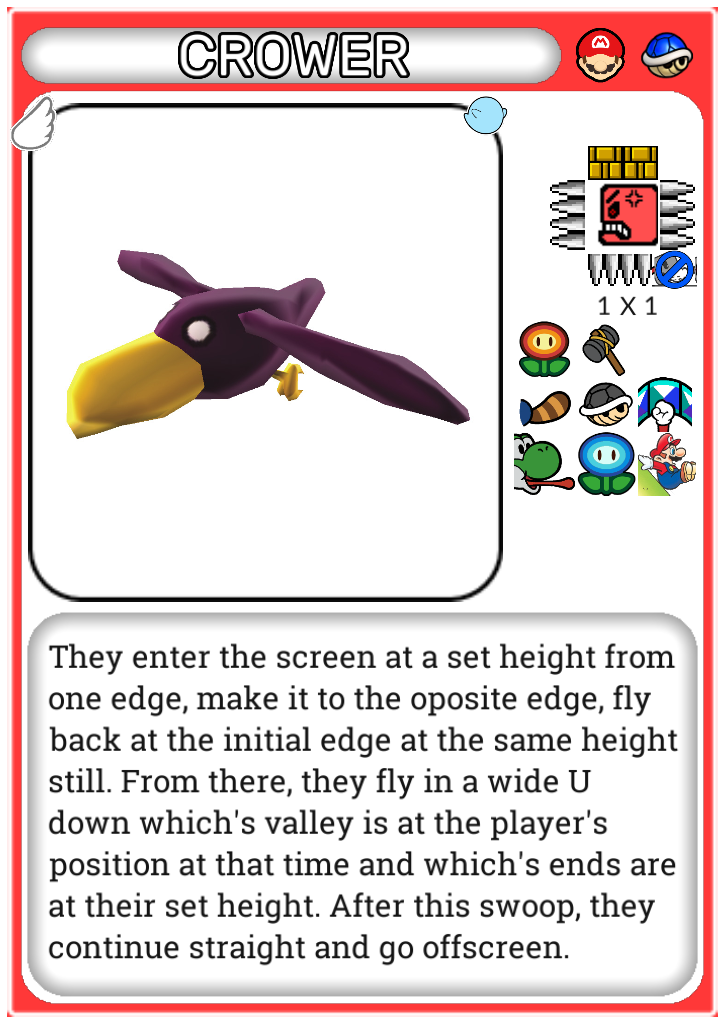 CROWER
1 X 1
They enter the screen at a set height from
one edge, make it to the oposite edge, fly
back at the initial edge at the same height
still. From there, they fly in a wide U
down which's valley is at the player's
position at that time and which's ends are
at their set height. After this swoop, they
continue straight and go offscreen.